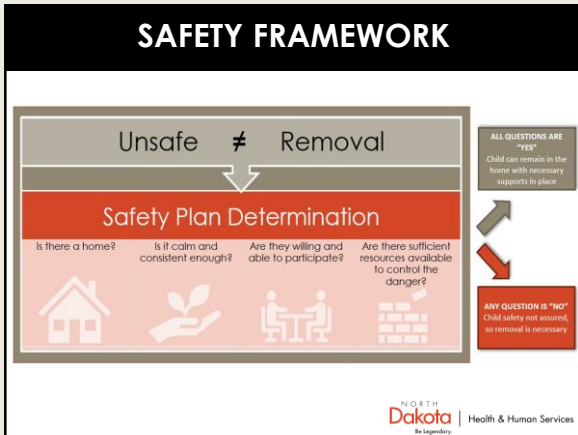 SAFETY FRAMEWORK
Unsafe ≠ Removal
Safety Plan Determination
Is there a home?
Is it calm and
consistent enough?
Are they willing and
able to participate?
Are there sufficient
resources available
to control the
danger?
ALL QUESTIONS ARE
"YES"
Child can remain in the
home with necessary
supports in place
ANY QUESTION IS "NO"
Child safety not assured,
so removal is necessary
NORTH
Dakota | Health & Human Services
Be Legendary.